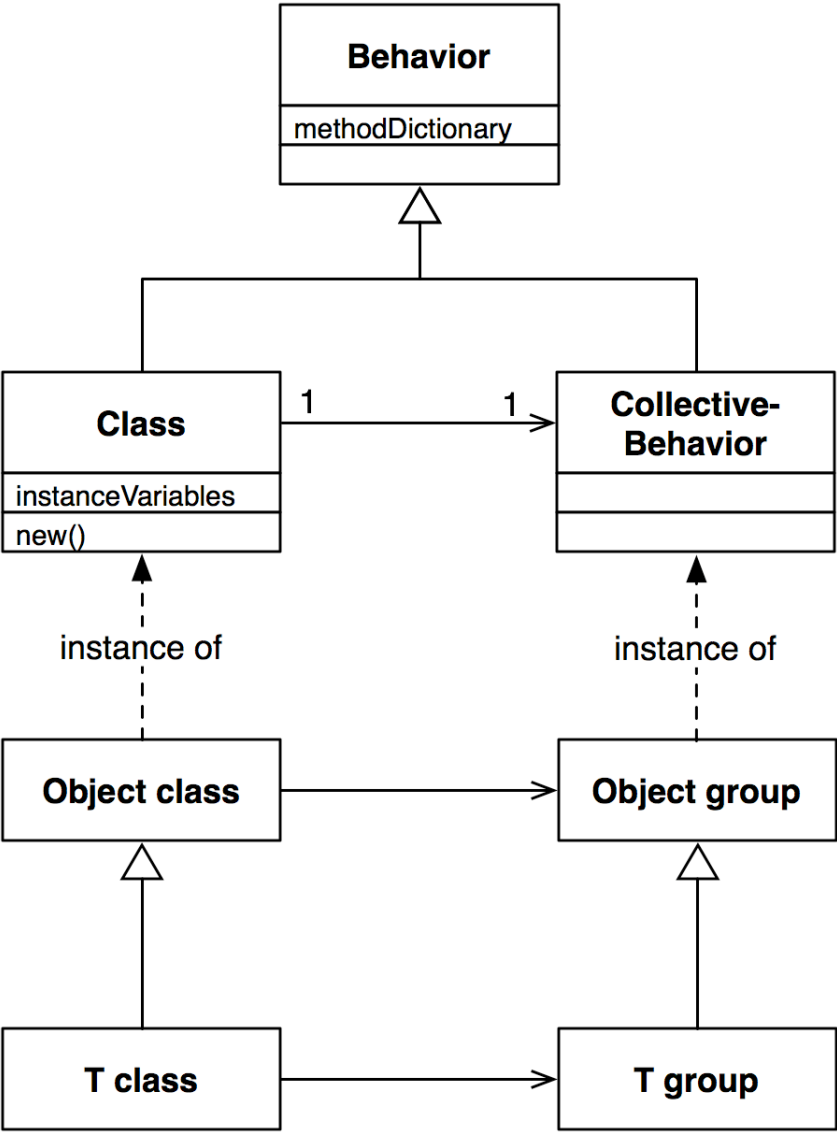 Behavior
methodDictionary
Class
1
1
Collective-
Behavior
instanceVariables
new()
instance of
instance of
Object class
Object group
T class
T group